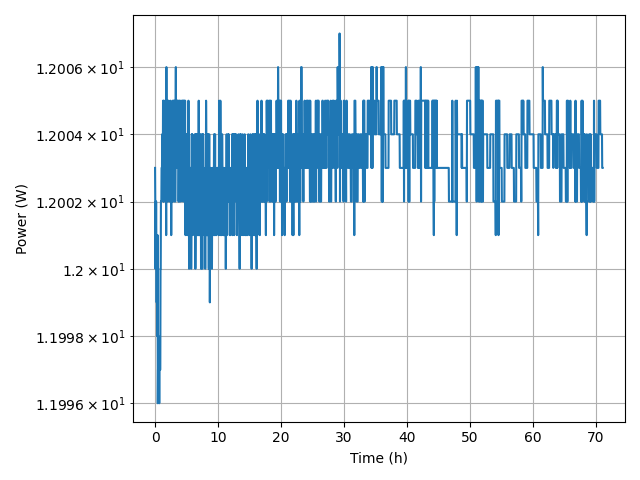 1.2006 × 10¹
1.2004 × 10¹
1.2002 × 10¹
1.2 × 10¹
1.1998 × 10¹
1.1996 × 10¹
Power (W)
0 10 20 30 40 50 60 70
Time (h)